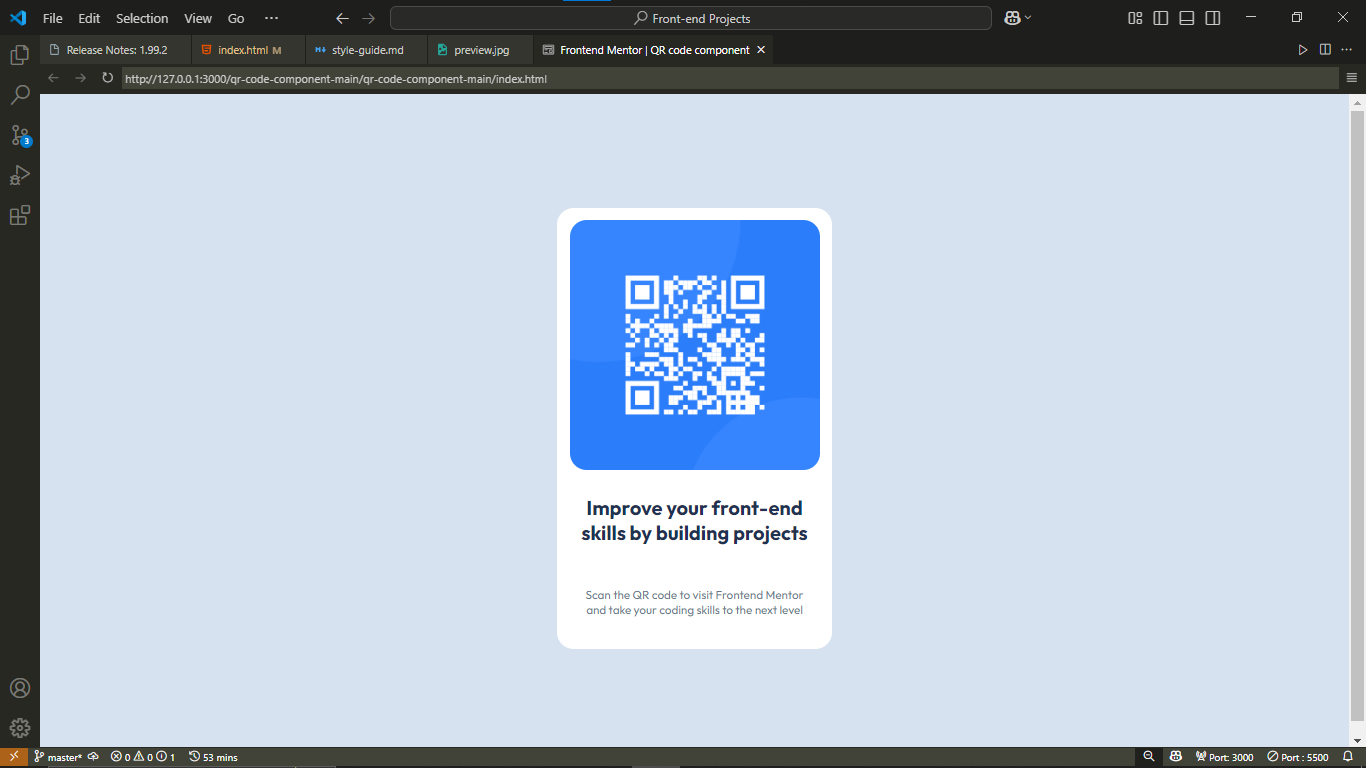 File Edit Selection View Go ··· Front-end Projects
Release Notes: 1.99.2 index.html M style-guide.md preview.jpg Frontend Mentor | QR code component
http://127.0.0.1:3000/qr-code-component-main/qr-code-component-main/index.html
3
Improve your front-end
skills by building projects
Scan the QR code to visit Frontend Mentor
and take your coding skills to the next level
master* 0 0 1 53 mins Port: 3000 Port : 5500